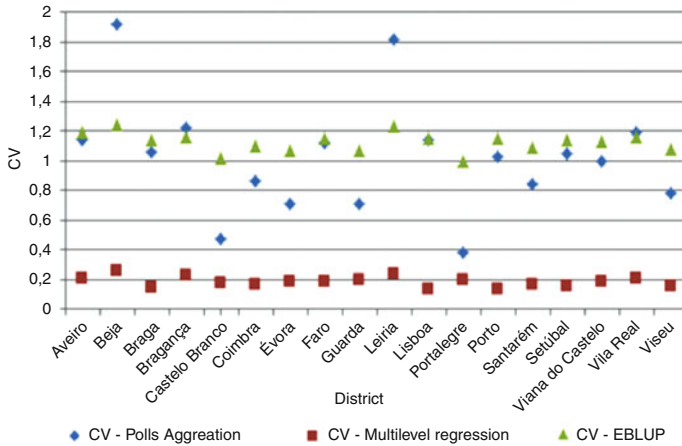 2
1,8
1,6
1,4
1,2
1
0,8
0,6
0,4
0,2
0
CV
Aveiro
Beja
Braga
Bragança
Castelo Branco
Coimbra
Évora
Faro
Guarda
Leiria
Lisboa
Portalegre
Porto
Santarém
Setúbal
Viana do Castelo
Vila Real
Viseu
District
CV - Polls Aggreation
CV - Multilevel regression
CV - EBLUP